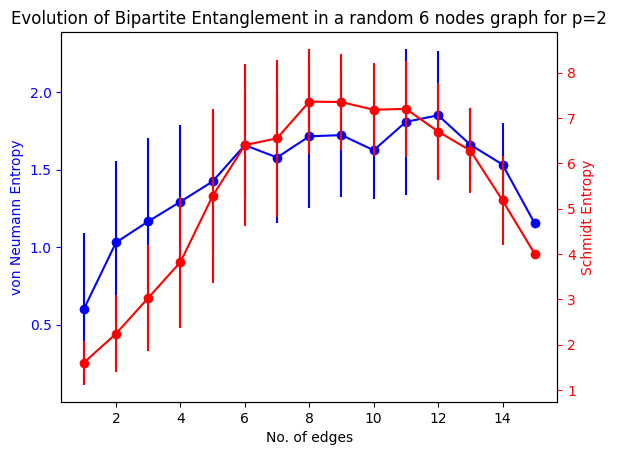 Evolution of Bipartite Entanglement in a random 6 nodes graph for p=2
von Neumann Entropy
2.0
1.5
1.0
0.5
8
7
6
5
4
3
2
1
Schmidt Entropy
2 4 6 8 10 12 14
No. of edges